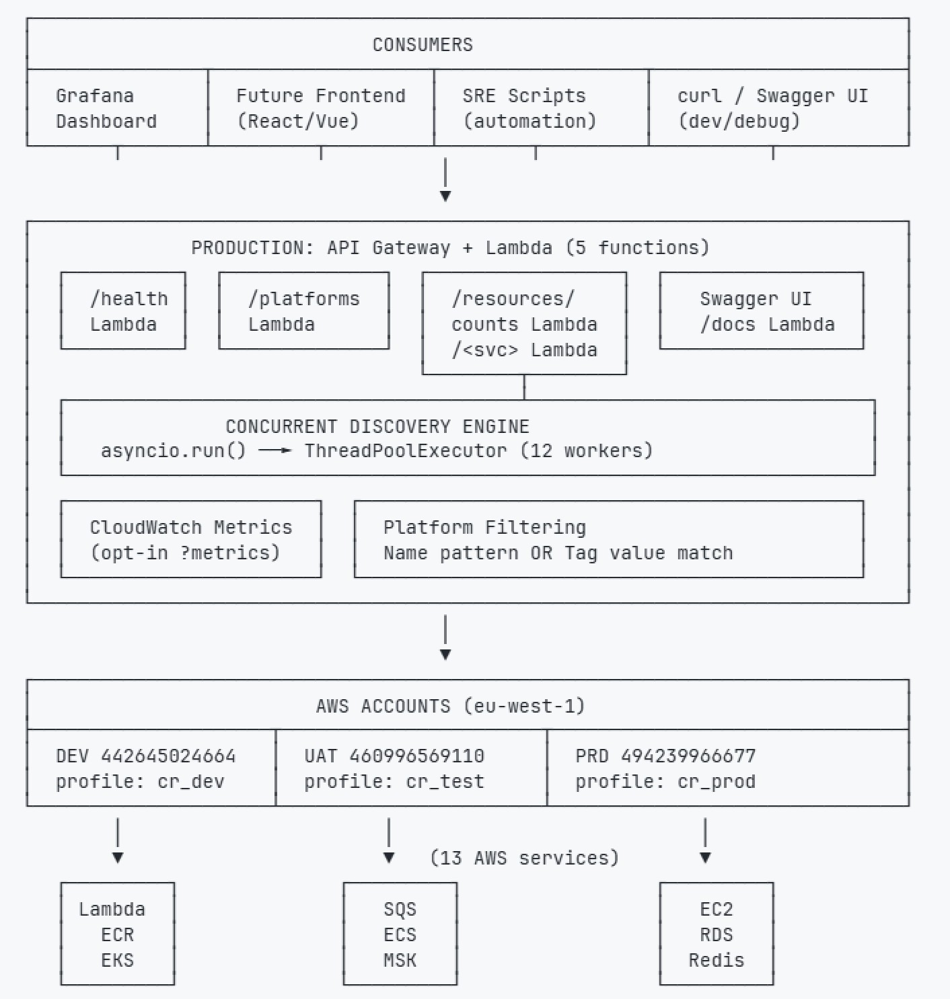 CONSUMERS
Grafana
Dashboard
Future Frontend
(React/Vue)
SRE Scripts
(automation)
curl / Swagger UI
(dev/debug)
PRODUCTION: API Gateway + Lambda (5 functions)
/health
Lambda
/platforms
Lambda
/resources/
counts Lambda
/<svc> Lambda
Swagger UI
/docs Lambda
CONCURRENT DISCOVERY ENGINE
asyncio.run() ──► ThreadPoolExecutor (12 workers)
CloudWatch Metrics
(opt-in ?metrics)
Platform Filtering
Name pattern OR Tag value match
AWS ACCOUNTS (eu-west-1)
DEV 442645024664
profile: cr_dev
UAT 460996569110
profile: cr_test
PRD 494239966677
profile: cr_prod
(13 AWS services)
Lambda
ECR
EKS
SQS
ECS
MSK
EC2
RDS
Redis